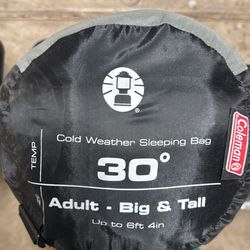 ®
Cold Weather Sleeping Bag
TEMP
30°
Coleman
Adult - Big & Tall
Up to 6ft 4in